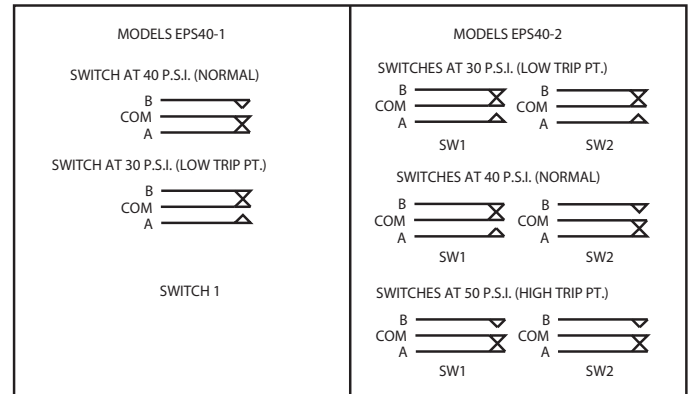 MODELS EPS40-1
SWITCH AT 40 P.S.I. (NORMAL)
B
COM
A
SWITCH AT 30 P.S.I. (LOW TRIP PT.)
B
COM
A
SWITCH 1
MODELS EPS40-2
SWITCHES AT 30 P.S.I. (LOW TRIP PT.)
B B
COM COM
A A
SW1 SW2
SWITCHES AT 40 P.S.I. (NORMAL)
B B
COM COM
A A
SW1 SW2
SWITCHES AT 50 P.S.I. (HIGH TRIP PT.)
B B
COM COM
A A
SW1 SW2